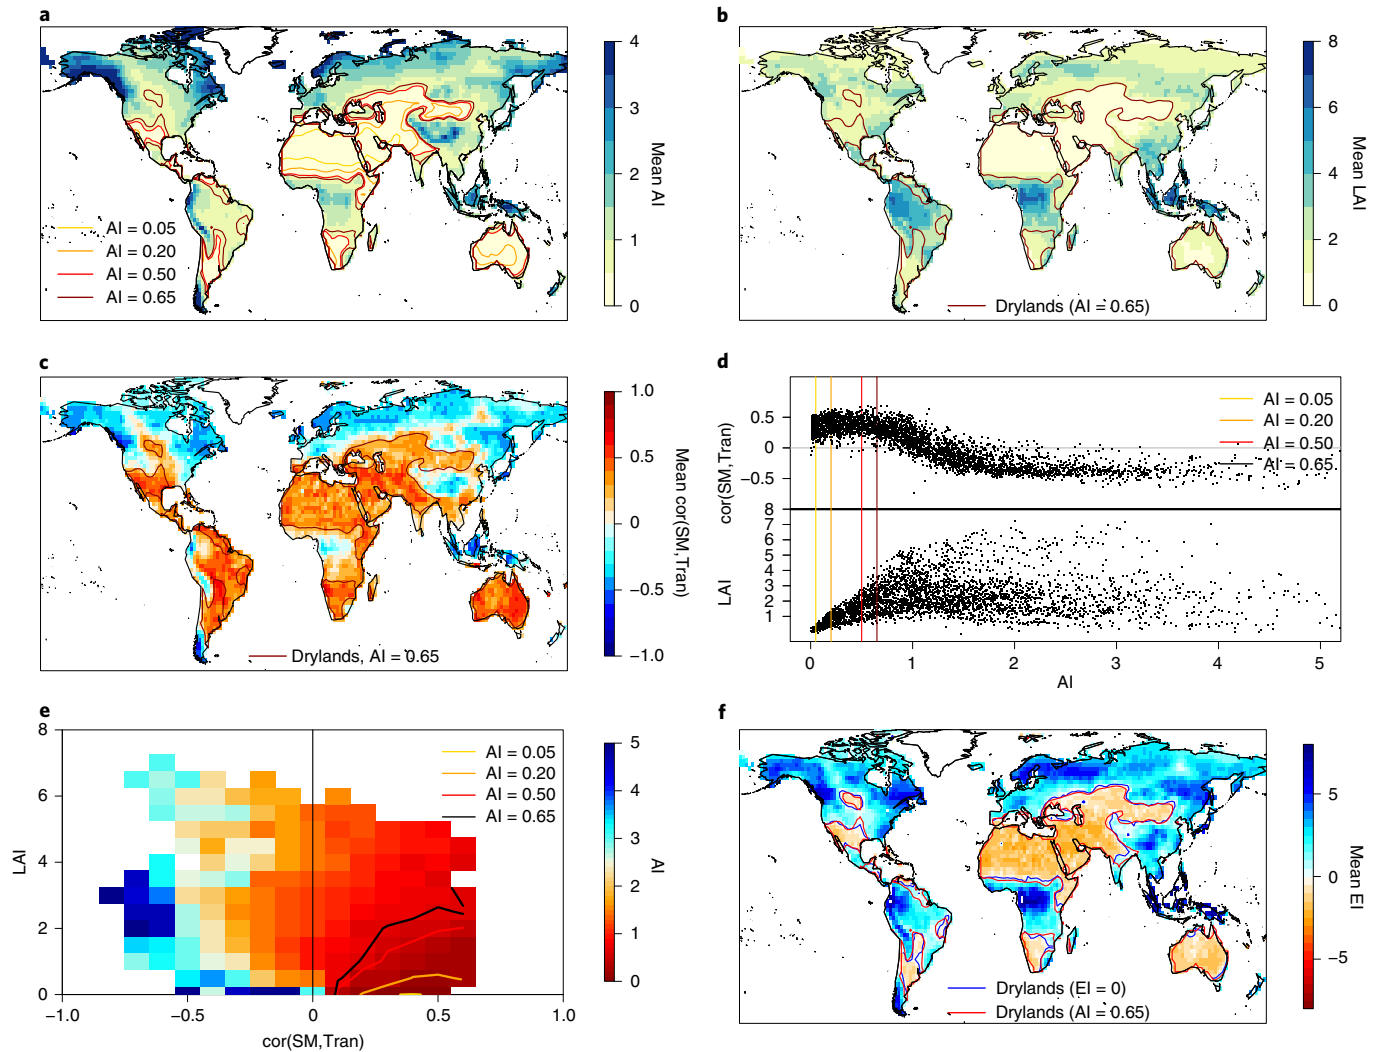 a
4
3
2
1
0
Mean AI
AI = 0.05
AI = 0.20
AI = 0.50
AI = 0.65
b
8
6
4
2
0
Mean LAI
Drylands (AI = 0.65)
c
1.0
0.5
0
−0.5
−1.0
Mean cor(SM,Tran)
Drylands, AI = 0.65
d
0.5
0
−0.5
cor(SM,Tran)
8
7
6
5
4
3
2
1
LAI
AI = 0.05
AI = 0.20
AI = 0.50
AI = 0.65
0 1 2 3 4 5
AI
e
8
6
4
2
0
LAI
AI = 0.05
AI = 0.20
AI = 0.50
AI = 0.65
−1.0 −0.5 0 0.5 1.0
cor(SM,Tran)
5
4
3
2
1
0
AI
f
5
0
−5
Mean EI
Drylands (EI = 0)
Drylands (AI = 0.65)